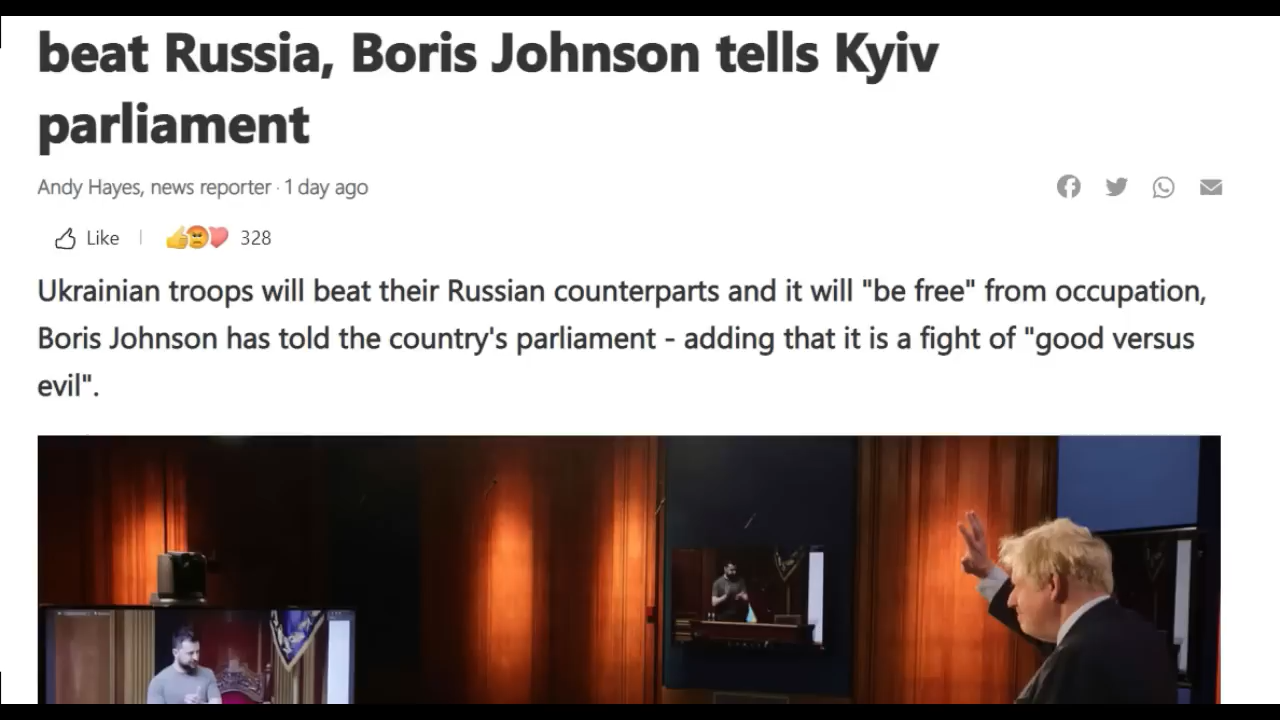 beat Russia, Boris Johnson tells Kyiv
parliament
Andy Hayes, news reporter · 1 day ago
Like
328
Ukrainian troops will beat their Russian counterparts and it will "be free" from occupation,
Boris Johnson has told the country's parliament - adding that it is a fight of "good versus
evil".